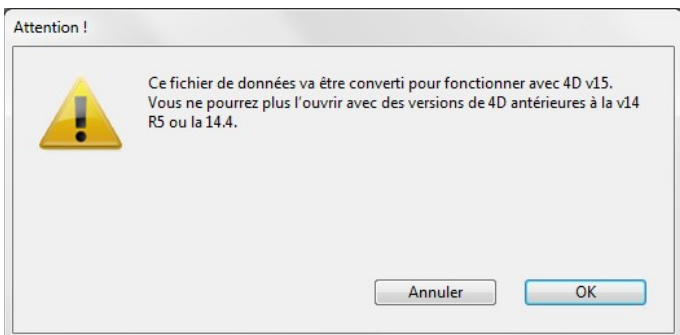 Attention !
Ce fichier de données va être converti pour fonctionner avec 4D v15.
Vous ne pourrez plus l'ouvrir avec des versions de 4D antérieures à la v14
R5 ou la 14.4.
Annuler
OK